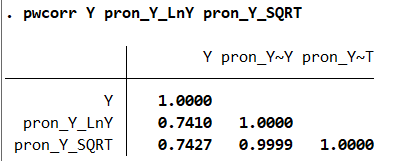 . pwcorr Y pron_Y_LnY pron_Y_SQRT
Y pron_Y~Y pron_Y~T
Y 1.0000
pron_Y_LnY 0.7410 1.0000
pron_Y_SQRT 0.7427 0.9999 1.0000